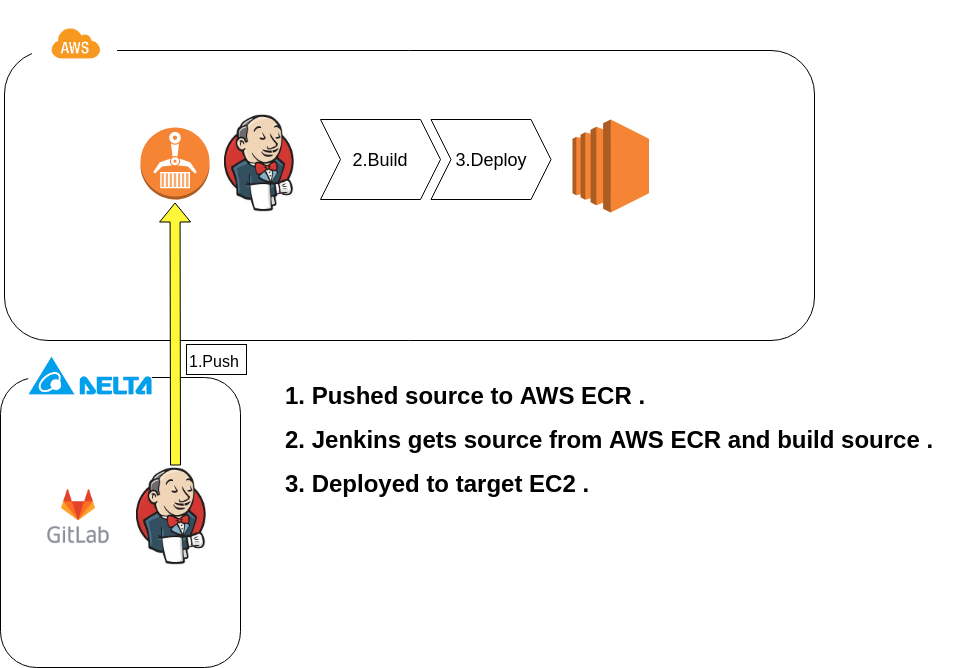 AWS
2.Build
3.Deploy
1.Push
DELTA
1. Pushed source to AWS ECR .
2. Jenkins gets source from AWS ECR and build source .
3. Deployed to target EC2 .
GitLab